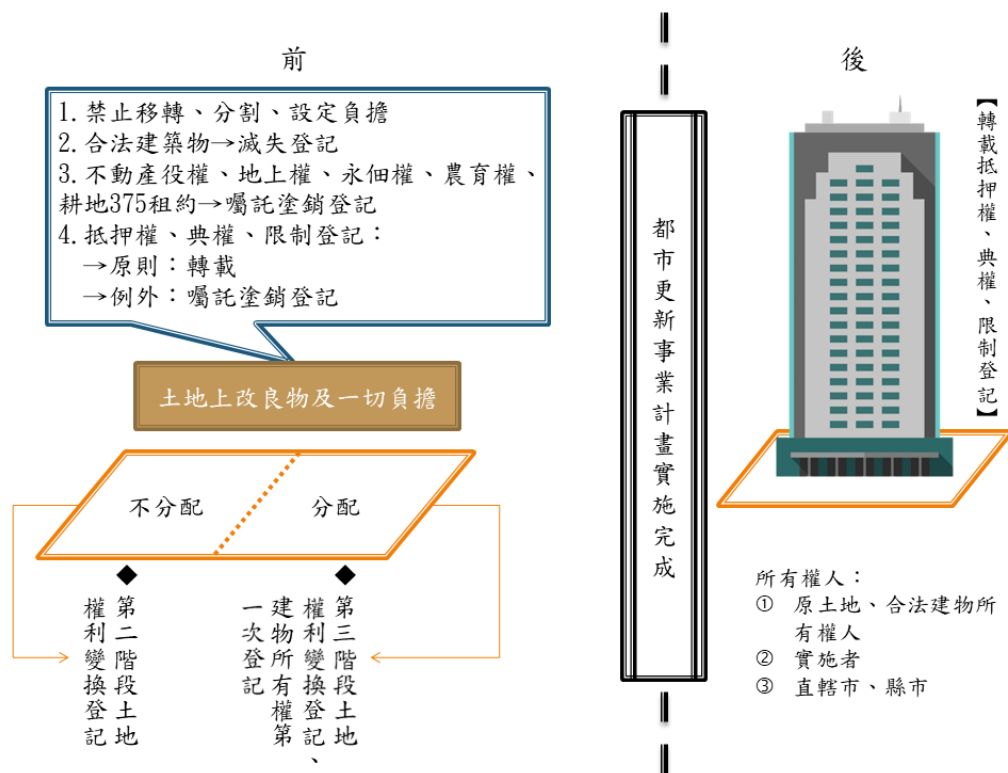 前
1. 禁止移轉、分割、設定負擔
2. 合法建築物→滅失登記
3. 不動產役權、地上權、永佃權、農育權、
耕地375租約→囑託塗銷登記
4. 抵押權、典權、限制登記：
→原則：轉載
→例外：囑託塗銷登記
土地上改良物及一切負擔
不分配
分配
第二階段土地
權利變換登記
第三階段土地
權利變換登記、
建物所有權第
一次登記
都市更新事業計畫實施完成
後
【轉載抵押權、典權、限制登記】
所有權人：
① 原土地、合法建物所
有權人
② 實施者
③ 直轄市、縣市